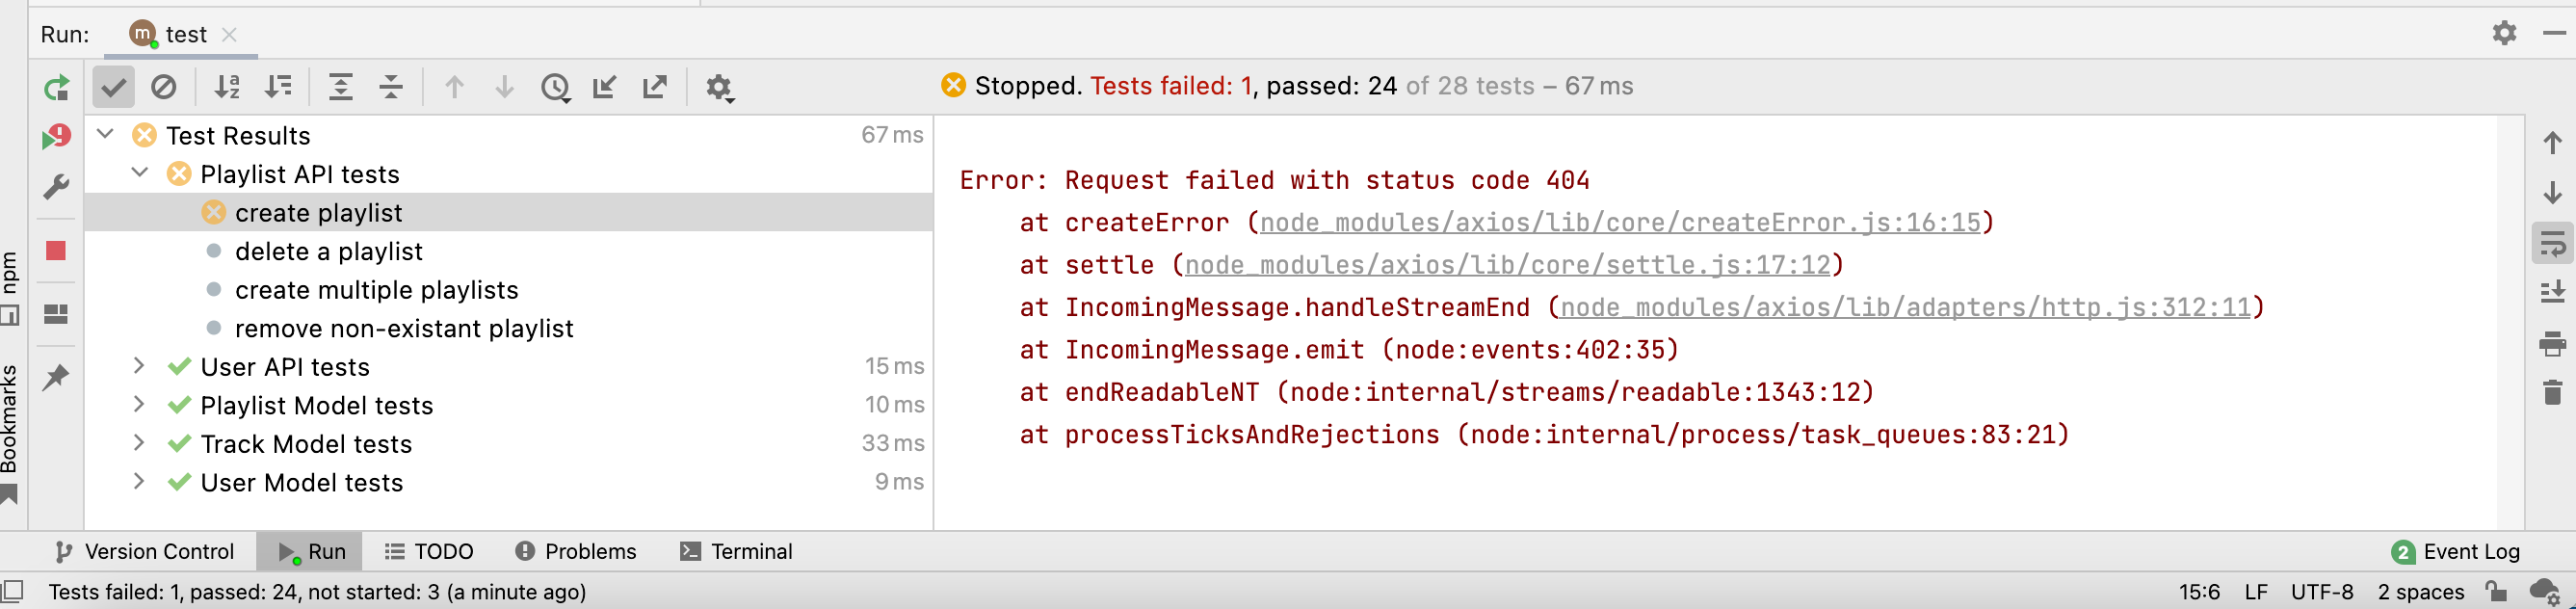 Run: m test
Stopped. Tests failed: 1, passed: 24 of 28 tests – 67 ms
Test Results 67 ms
Playlist API tests
create playlist
delete a playlist
create multiple playlists
remove non-existant playlist
User API tests 15 ms
Playlist Model tests 10 ms
Track Model tests 33 ms
User Model tests 9 ms
Error: Request failed with status code 404
at createError (node_modules/axios/lib/core/createError.js:16:15)
at settle (node_modules/axios/lib/core/settle.js:17:12)
at IncomingMessage.handleStreamEnd (node_modules/axios/lib/adapters/http.js:312:11)
at IncomingMessage.emit (node:events:402:35)
at endReadableNT (node:internal/streams/readable:1343:12)
at processTicksAndRejections (node:internal/process/task_queues:83:21)
npm
Bookmarks
Version Control Run TODO Problems Terminal 2 Event Log
Tests failed: 1, passed: 24, not started: 3 (a minute ago) 15:6 LF UTF-8 2 spaces